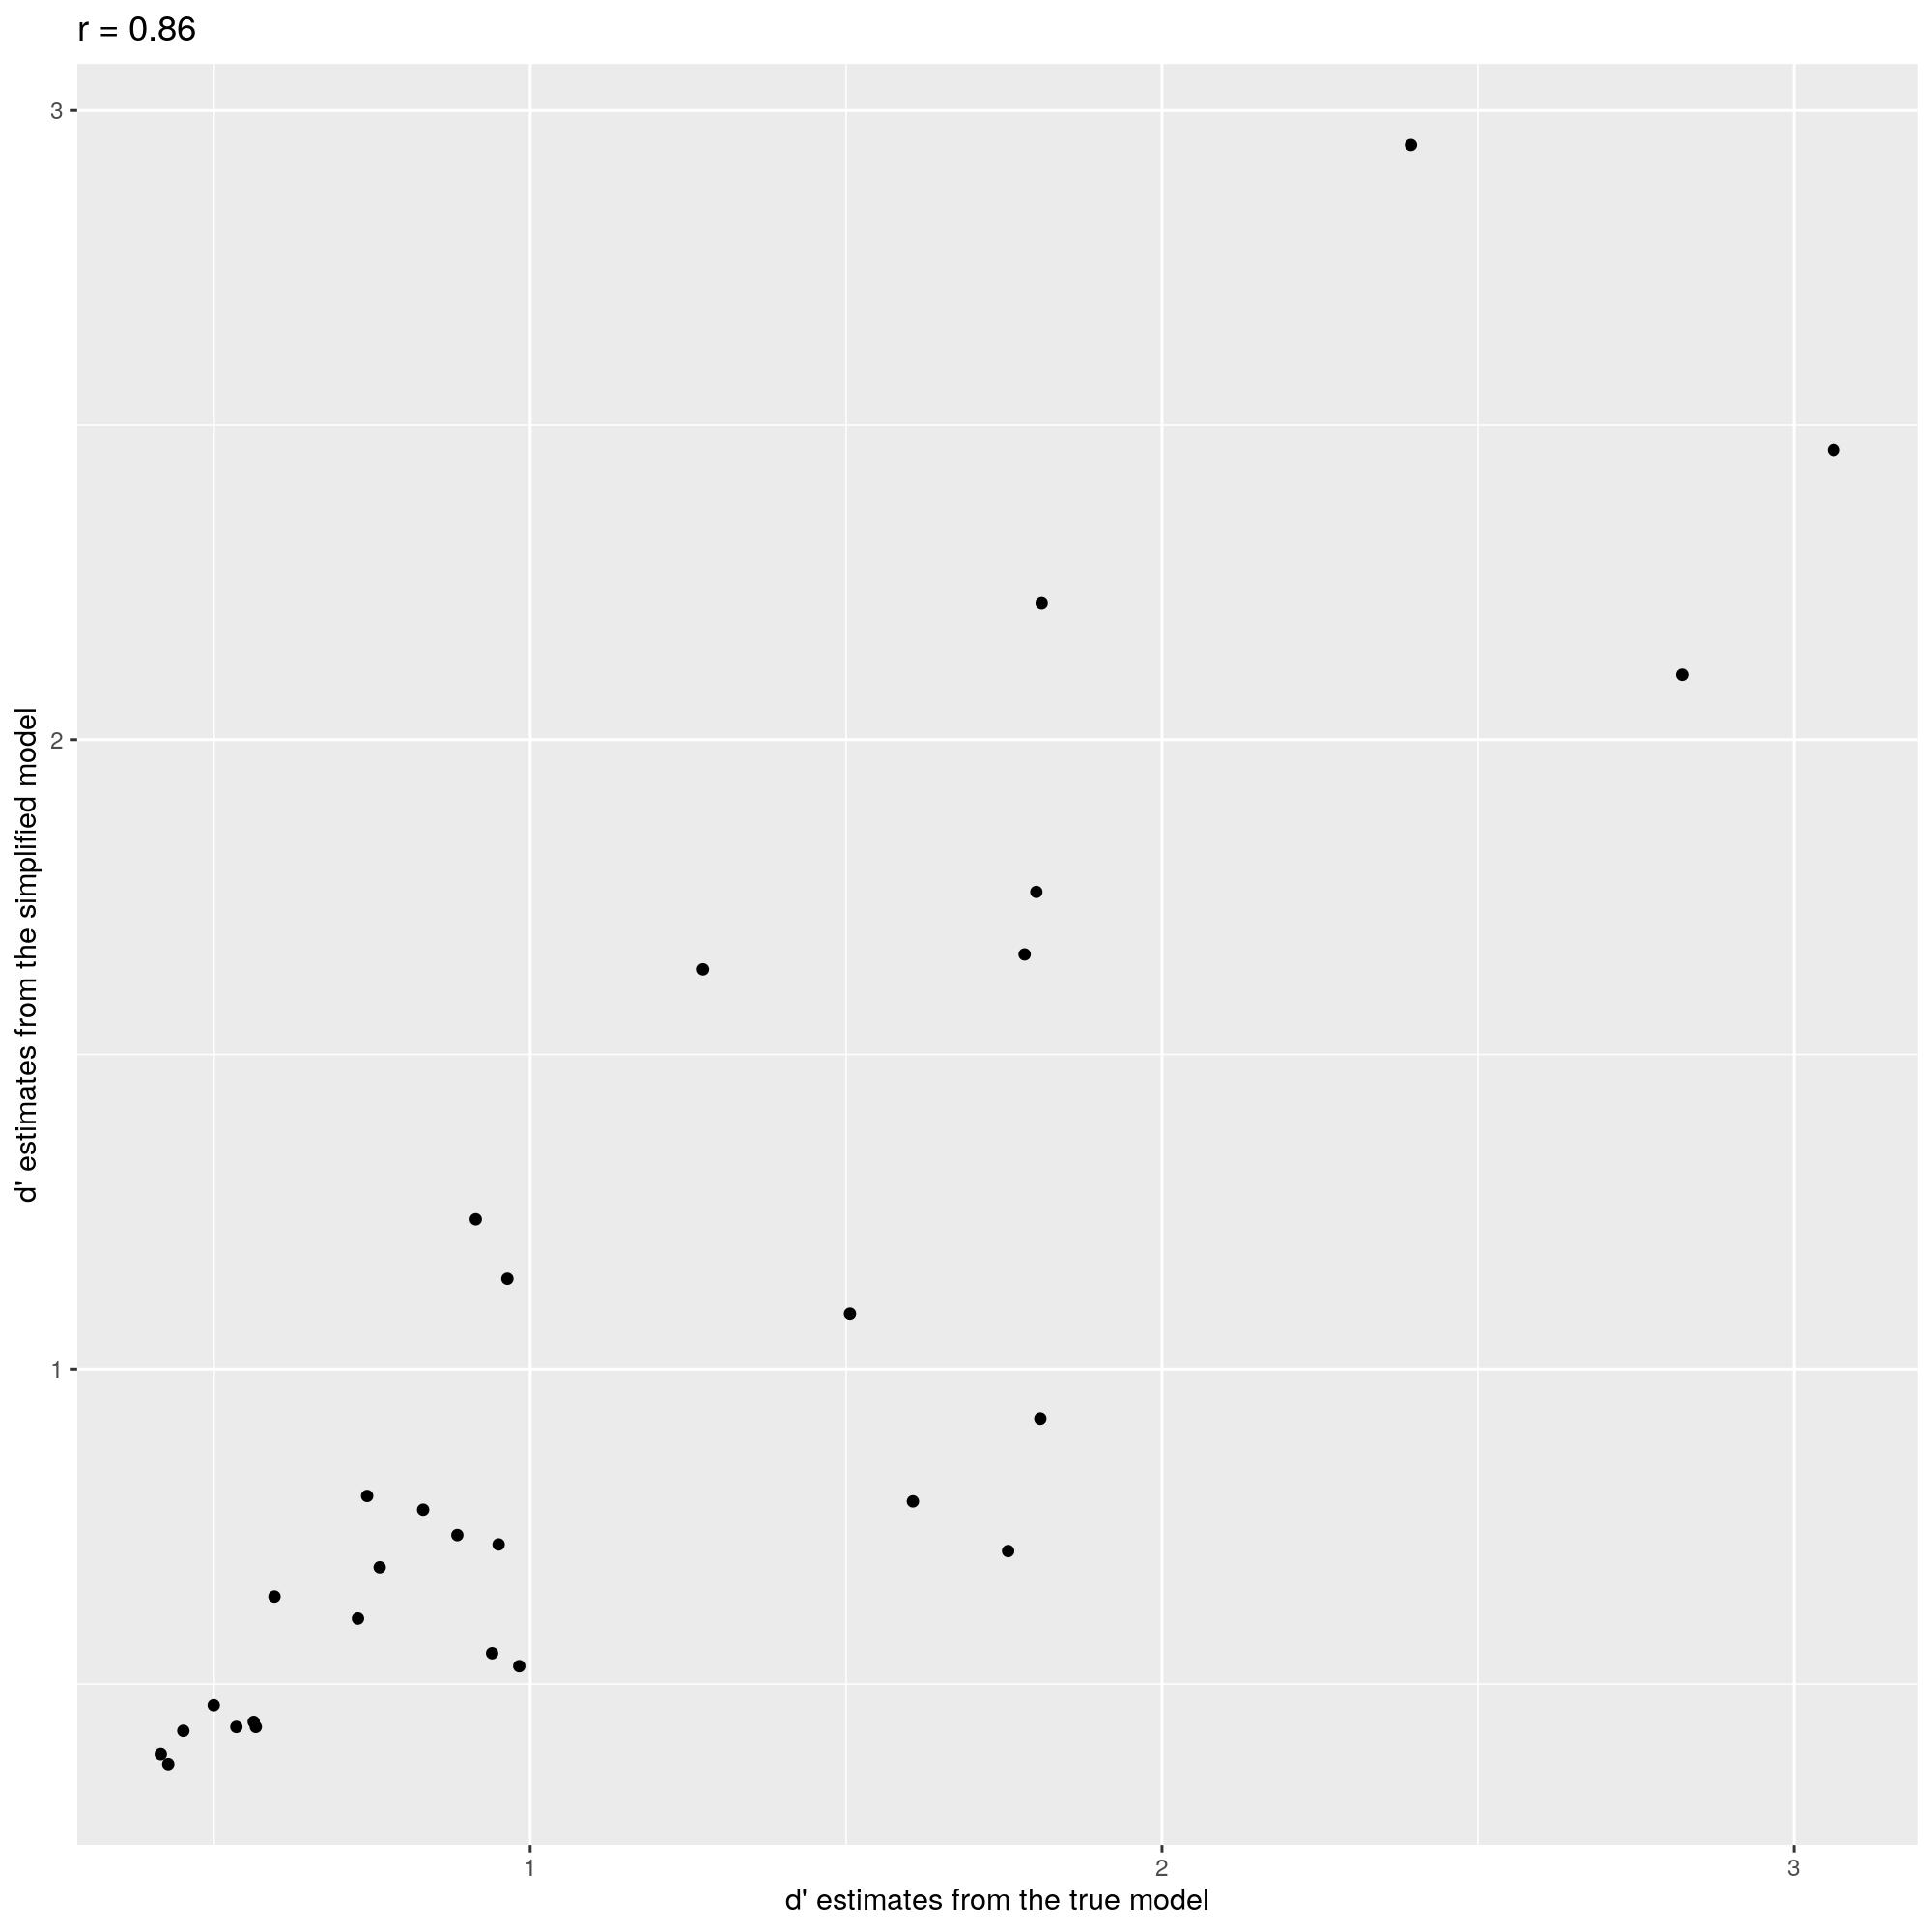 r = 0.86
3
2
1
d' estimates from the simplified model
1
2
3
d' estimates from the true model